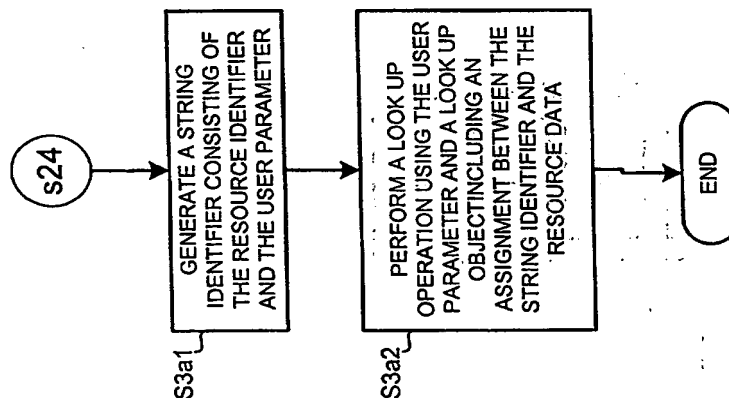 s24
S3a1
GENERATE A STRING
IDENTIFIER CONSISTING OF
THE RESOURCE IDENTIFIER
AND THE USER PARAMETER
S3a2
PERFORM A LOOK UP
OPERATION USING THE USER
PARAMETER AND A LOOK UP
OBJECTINCLUDING AN
ASSIGNMENT BETWEEN THE
STRING IDENTIFIER AND THE
RESOURCE DATA
END